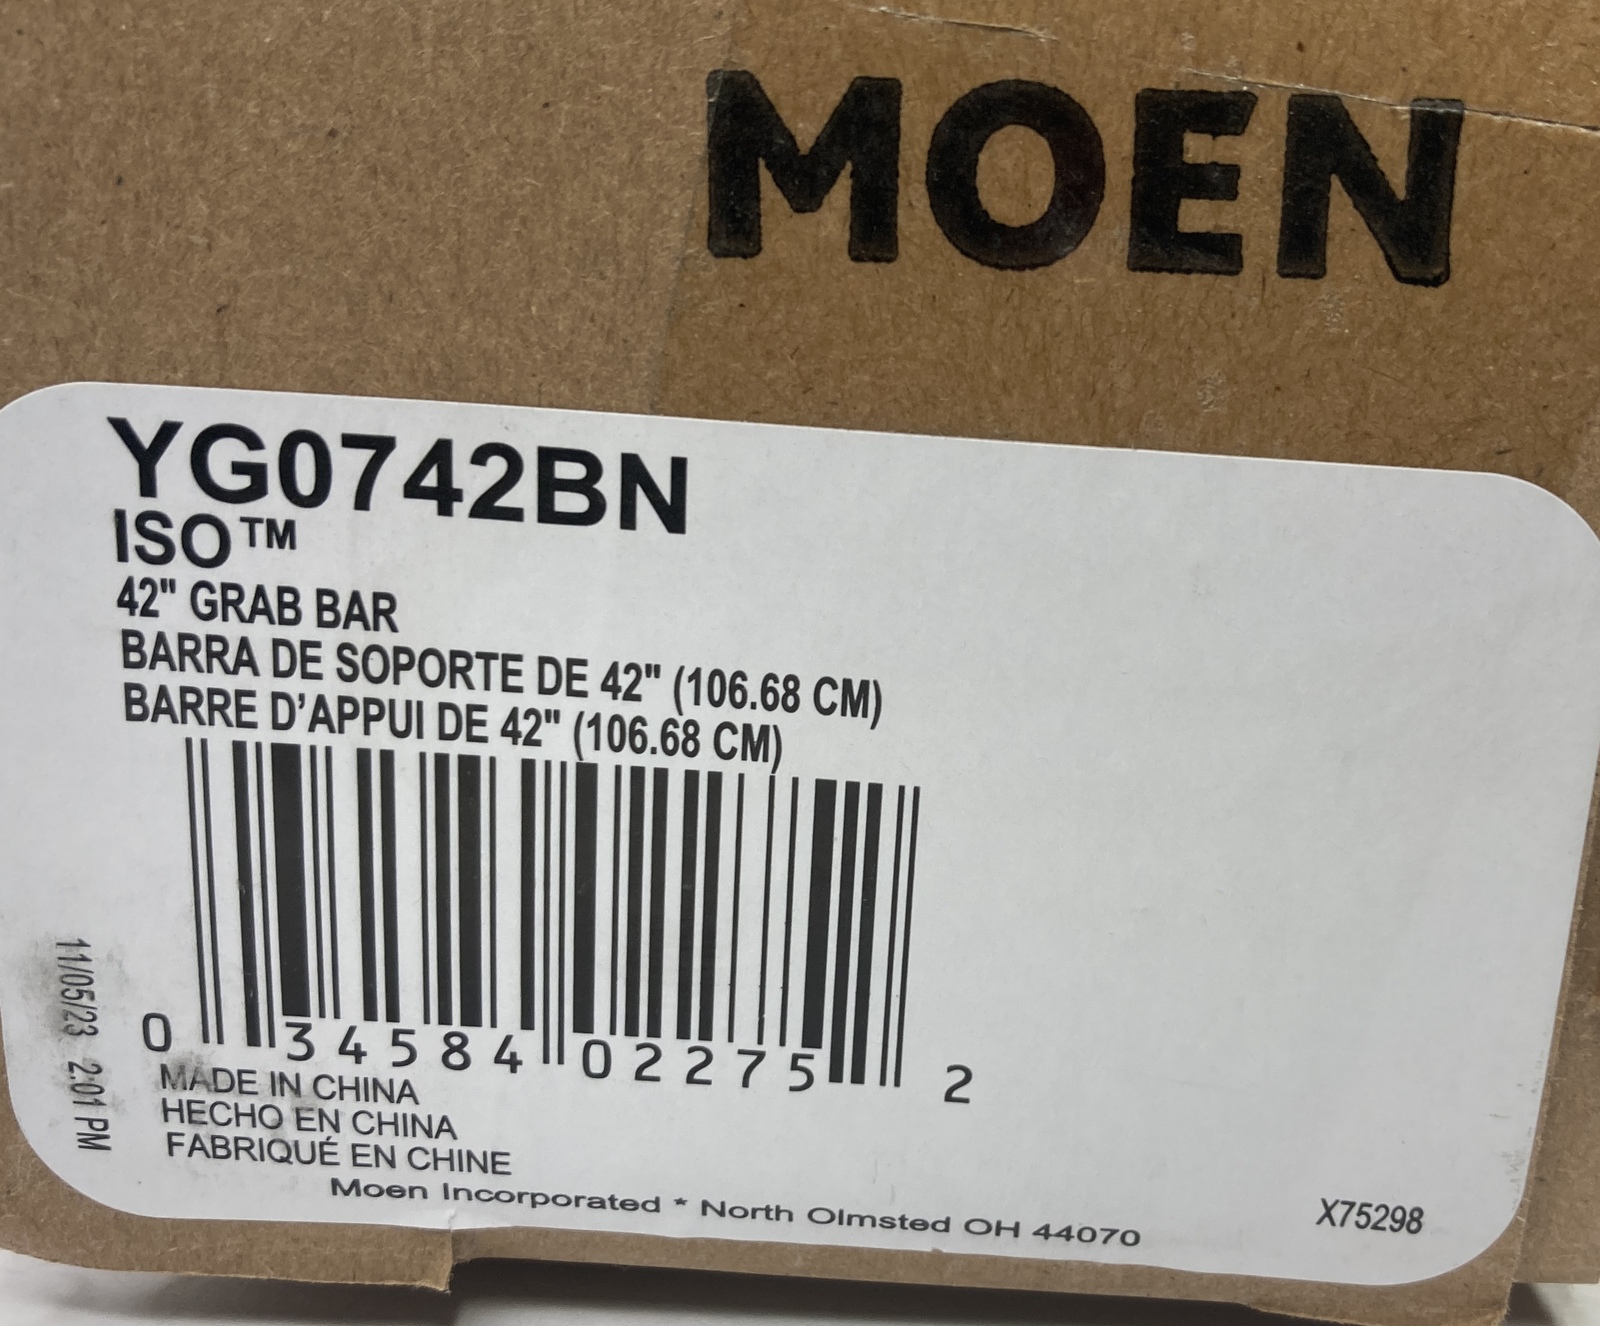 MOEN
YG0742BN
ISO™
42" GRAB BAR
BARRA DE SOPORTE DE 42" (106.68 CM)
BARRE D’APPUI DE 42" (106.68 CM)
0 34584 02275 2
11/05/23 2:01 PM
MADE IN CHINA
HECHO EN CHINA
FABRIQUÉ EN CHINE
Moen Incorporated * North Olmsted OH 44070
X75298